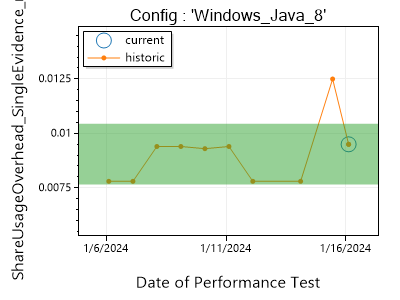 Config : 'Windows_Java_8'
current
historic
ShareUsageOverhead_SingleEvidence_
0.0125
0.01
0.0075
1/6/2024
1/11/2024
1/16/2024
Date of Performance Test